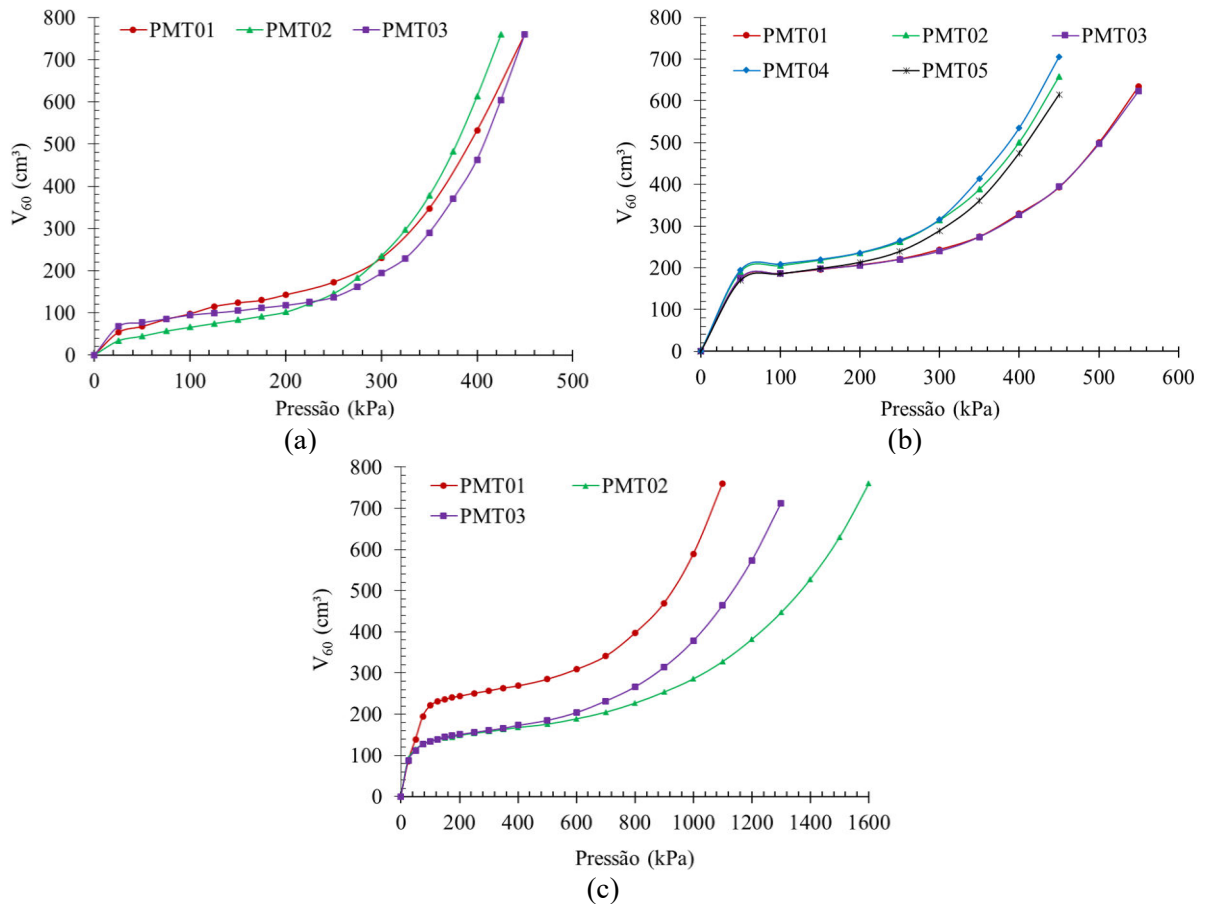 PMT01 PMT02 PMT03
800
700
600
500
400
300
200
100
0
V₆₀ (cm³)
0 100 200 300 400 500
Pressão (kPa)
(a)
PMT01 PMT02 PMT03
PMT04 PMT05
800
700
600
500
400
300
200
100
0
V₆₀ (cm³)
0 100 200 300 400 500 600
Pressão (kPa)
(b)
PMT01 PMT02
PMT03
800
700
600
500
400
300
200
100
0
V₆₀ (cm³)
0 200 400 600 800 1000 1200 1400 1600
Pressão (kPa)
(c)